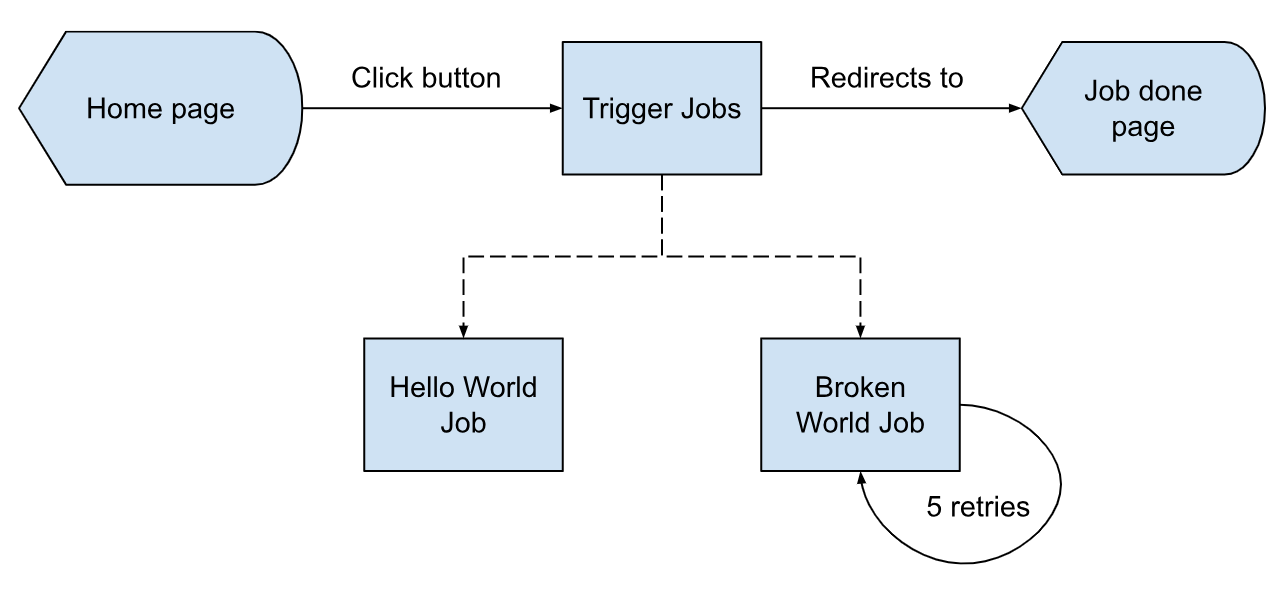 Home page
Click button
Trigger Jobs
Redirects to
Job done
page
Hello World
Job
Broken
World Job
5 retries